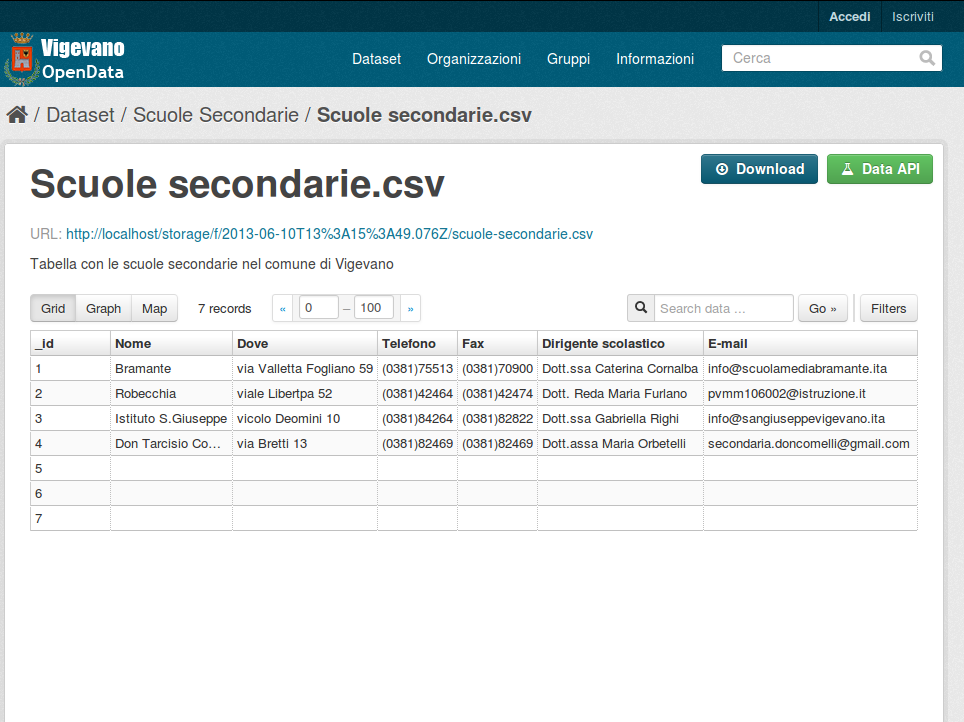 Accedi Iscriviti
Vigevano
OpenData
Dataset Organizzazioni Gruppi Informazioni Cerca
/ Dataset / Scuole Secondarie / Scuole secondarie.csv
Scuole secondarie.csv
Download Data API
URL: http://localhost/storage/f/2013-06-10T13%3A15%3A49.076Z/scuole-secondarie.csv
Tabella con le scuole secondarie nel comune di Vigevano
Grid Graph Map 7 records « 0 – 100 » Search data ... Go » Filters
_id Nome Dove Telefono Fax Dirigente scolastico E-mail
1 Bramante via Valletta Fogliano 59 (0381)75513 (0381)70900 Dott.ssa Caterina Cornalba info@scuolamediabramante.ita
2 Robecchia viale Libertpa 52 (0381)42464 (0381)42474 Dott. Reda Maria Furlano pvmm106002@istruzione.it
3 Istituto S.Giuseppe vicolo Deomini 10 (0381)84264 (0381)82822 Dott.ssa Gabriella Righi info@sangiuseppevigevano.ita
4 Don Tarcisio Co… via Bretti 13 (0381)82469 (0381)82469 Dott.assa Maria Orbetelli secondaria.doncomelli@gmail.com
5
6
7